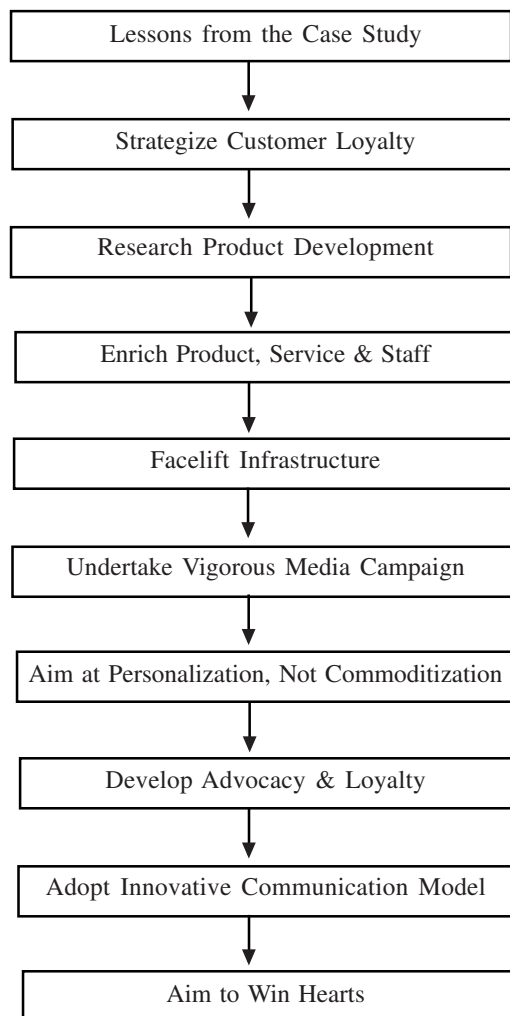 Lessons from the Case Study
Strategize Customer Loyalty
Research Product Development
Enrich Product, Service & Staff
Facelift Infrastructure
Undertake Vigorous Media Campaign
Aim at Personalization, Not Commoditization
Develop Advocacy & Loyalty
Adopt Innovative Communication Model
Aim to Win Hearts